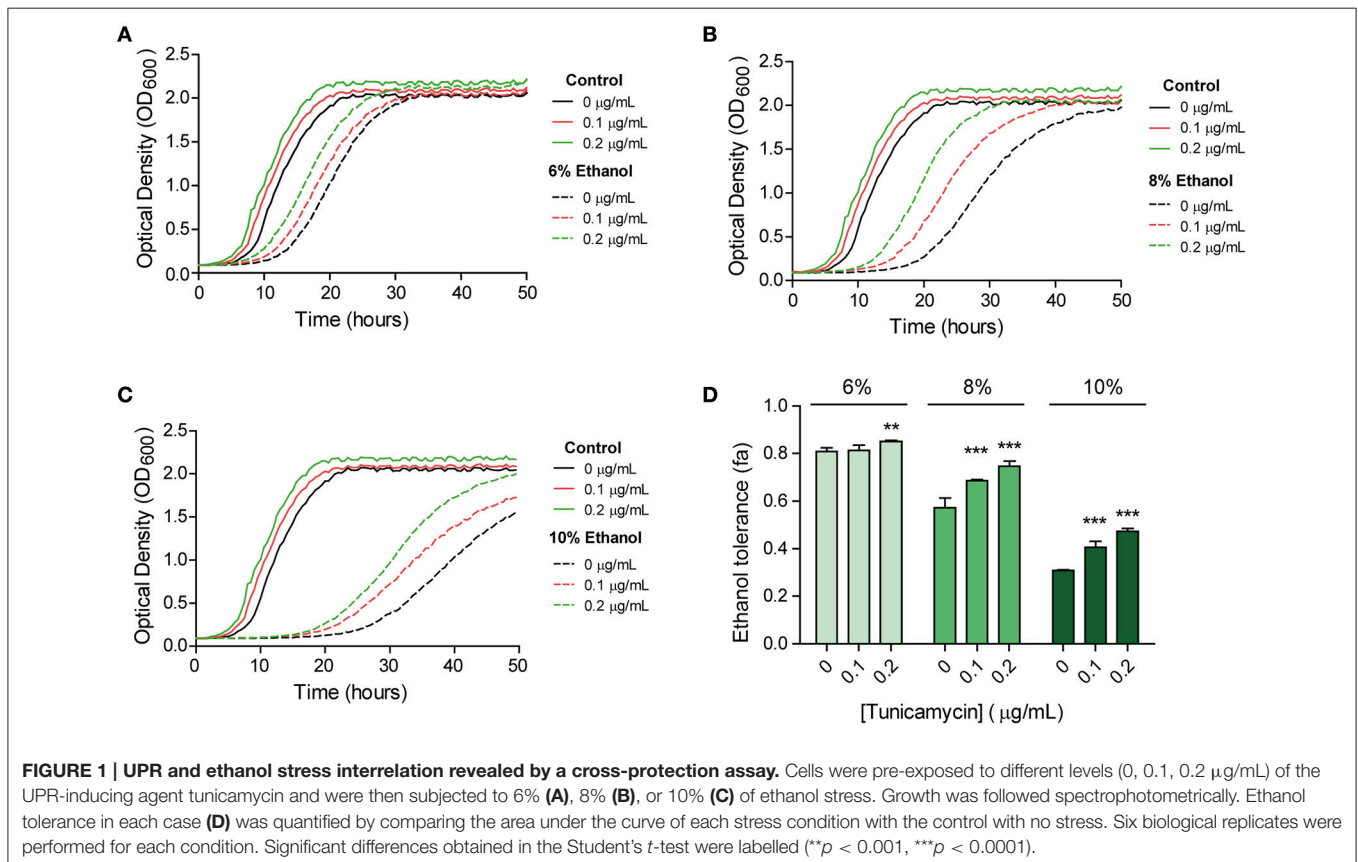 A
Optical Density (OD600)
2.5
2.0
1.5
1.0
0.5
0.0
0 10 20 30 40 50
Time (hours)
Control
0 μg/mL
0.1 μg/mL
0.2 μg/mL
6% Ethanol
0 μg/mL
0.1 μg/mL
0.2 μg/mL
B
Optical Density (OD600)
2.5
2.0
1.5
1.0
0.5
0.0
0 10 20 30 40 50
Time (hours)
Control
0 μg/mL
0.1 μg/mL
0.2 μg/mL
8% Ethanol
0 μg/mL
0.1 μg/mL
0.2 μg/mL
C
Optical Density (OD600)
2.5
2.0
1.5
1.0
0.5
0.0
0 10 20 30 40 50
Time (hours)
Control
0 μg/mL
0.1 μg/mL
0.2 μg/mL
10% Ethanol
0 μg/mL
0.1 μg/mL
0.2 μg/mL
D
6% 8% 10%
Ethanol tolerance (fa)
1.0
0.8
0.6
0.4
0.2
0.0
** *** *** *** ***
0 0.1 0.2 0 0.1 0.2 0 0.1 0.2
[Tunicamycin] ( μg/mL)
FIGURE 1 | UPR and ethanol stress interrelation revealed by a cross-protection assay. Cells were pre-exposed to different levels (0, 0.1, 0.2 μg/mL) of the
UPR-inducing agent tunicamycin and were then subjected to 6% (A), 8% (B), or 10% (C) of ethanol stress. Growth was followed spectrophotometrically. Ethanol
tolerance in each case (D) was quantified by comparing the area under the curve of each stress condition with the control with no stress. Six biological replicates were
performed for each condition. Significant differences obtained in the Student's t-test were labelled (**p < 0.001, ***p < 0.0001).